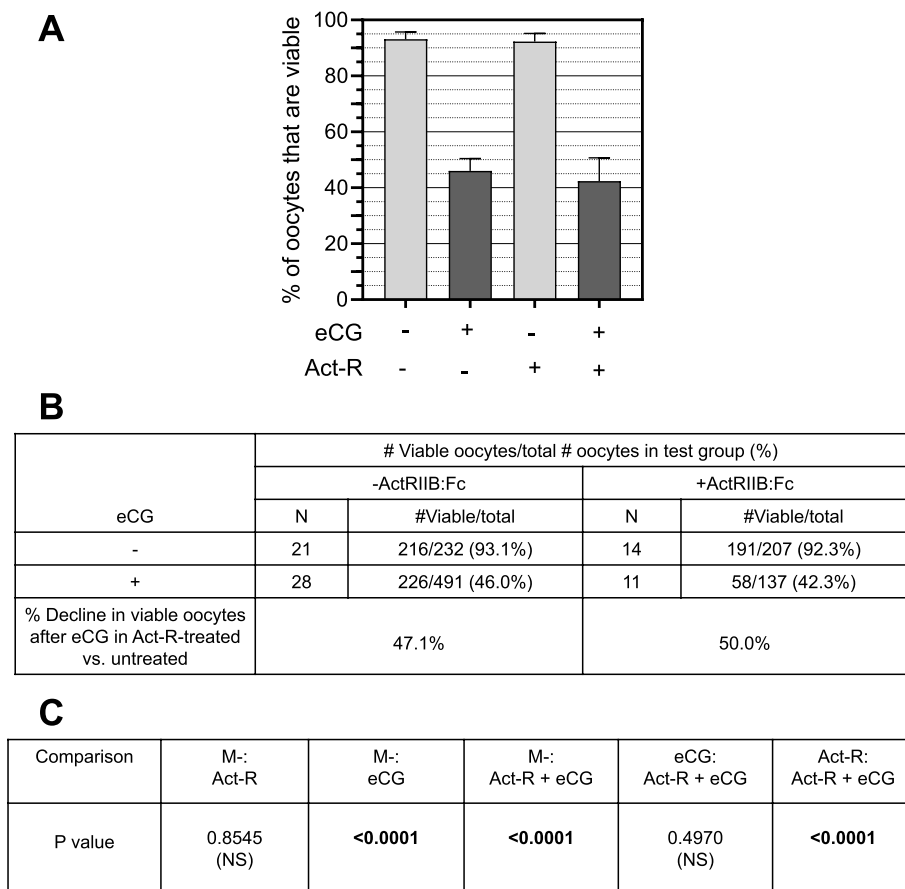 A
% of oocytes that are viable
100
80
60
40
20
0
eCG - + - +
Act-R - - + +
B
# Viable oocytes/total # oocytes in test group (%)
-ActRIIB:Fc +ActRIIB:Fc
eCG N #Viable/total N #Viable/total
- 21 216/232 (93.1%) 14 191/207 (92.3%)
+ 28 226/491 (46.0%) 11 58/137 (42.3%)
% Decline in viable oocytes
after eCG in Act-R-treated
vs. untreated
47.1% 50.0%
C
Comparison M-: M-: M-: eCG: Act-R:
Act-R eCG Act-R + eCG Act-R + eCG Act-R + eCG
P value 0.8545 <0.0001 <0.0001 0.4970 <0.0001
(NS) (NS)